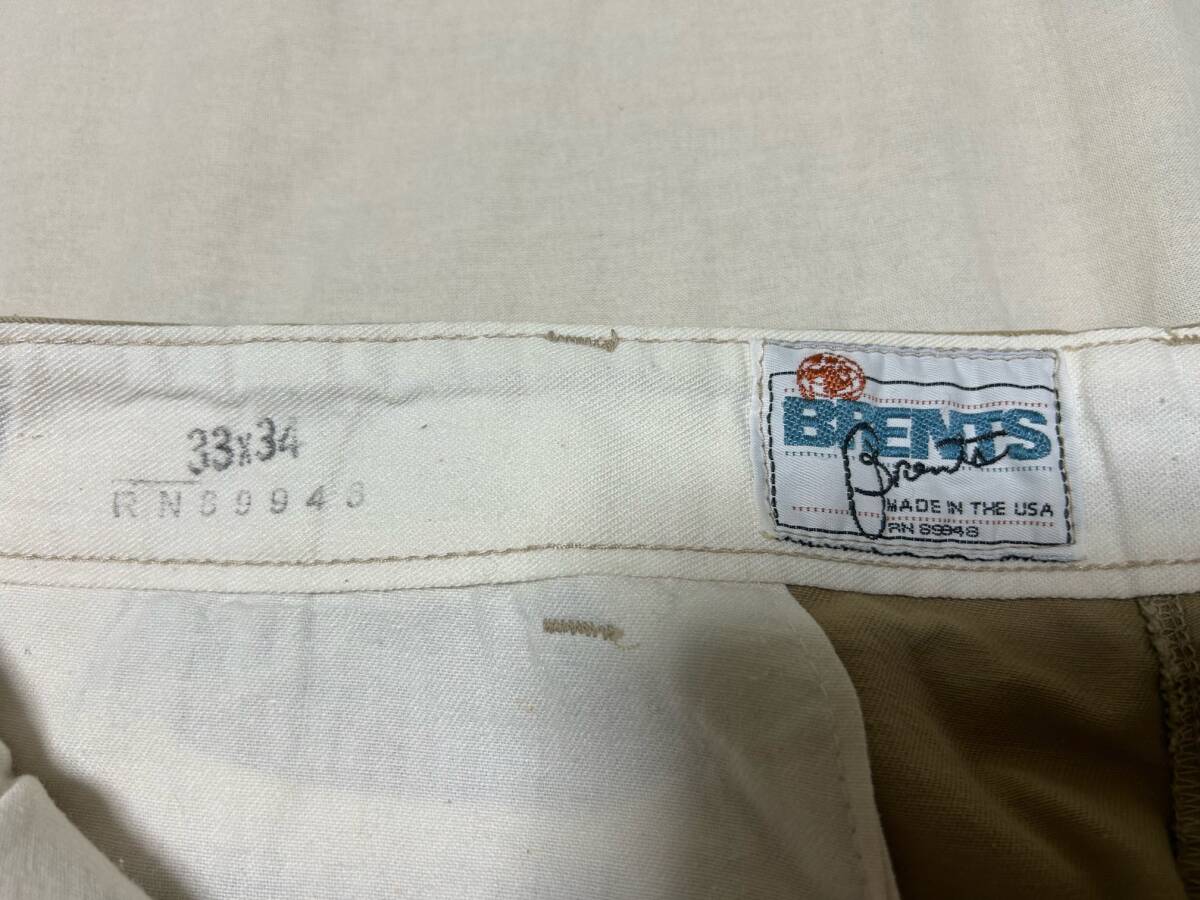 33x34
RN89948
BRENTS
Brents
MADE IN THE USA
RN 89948